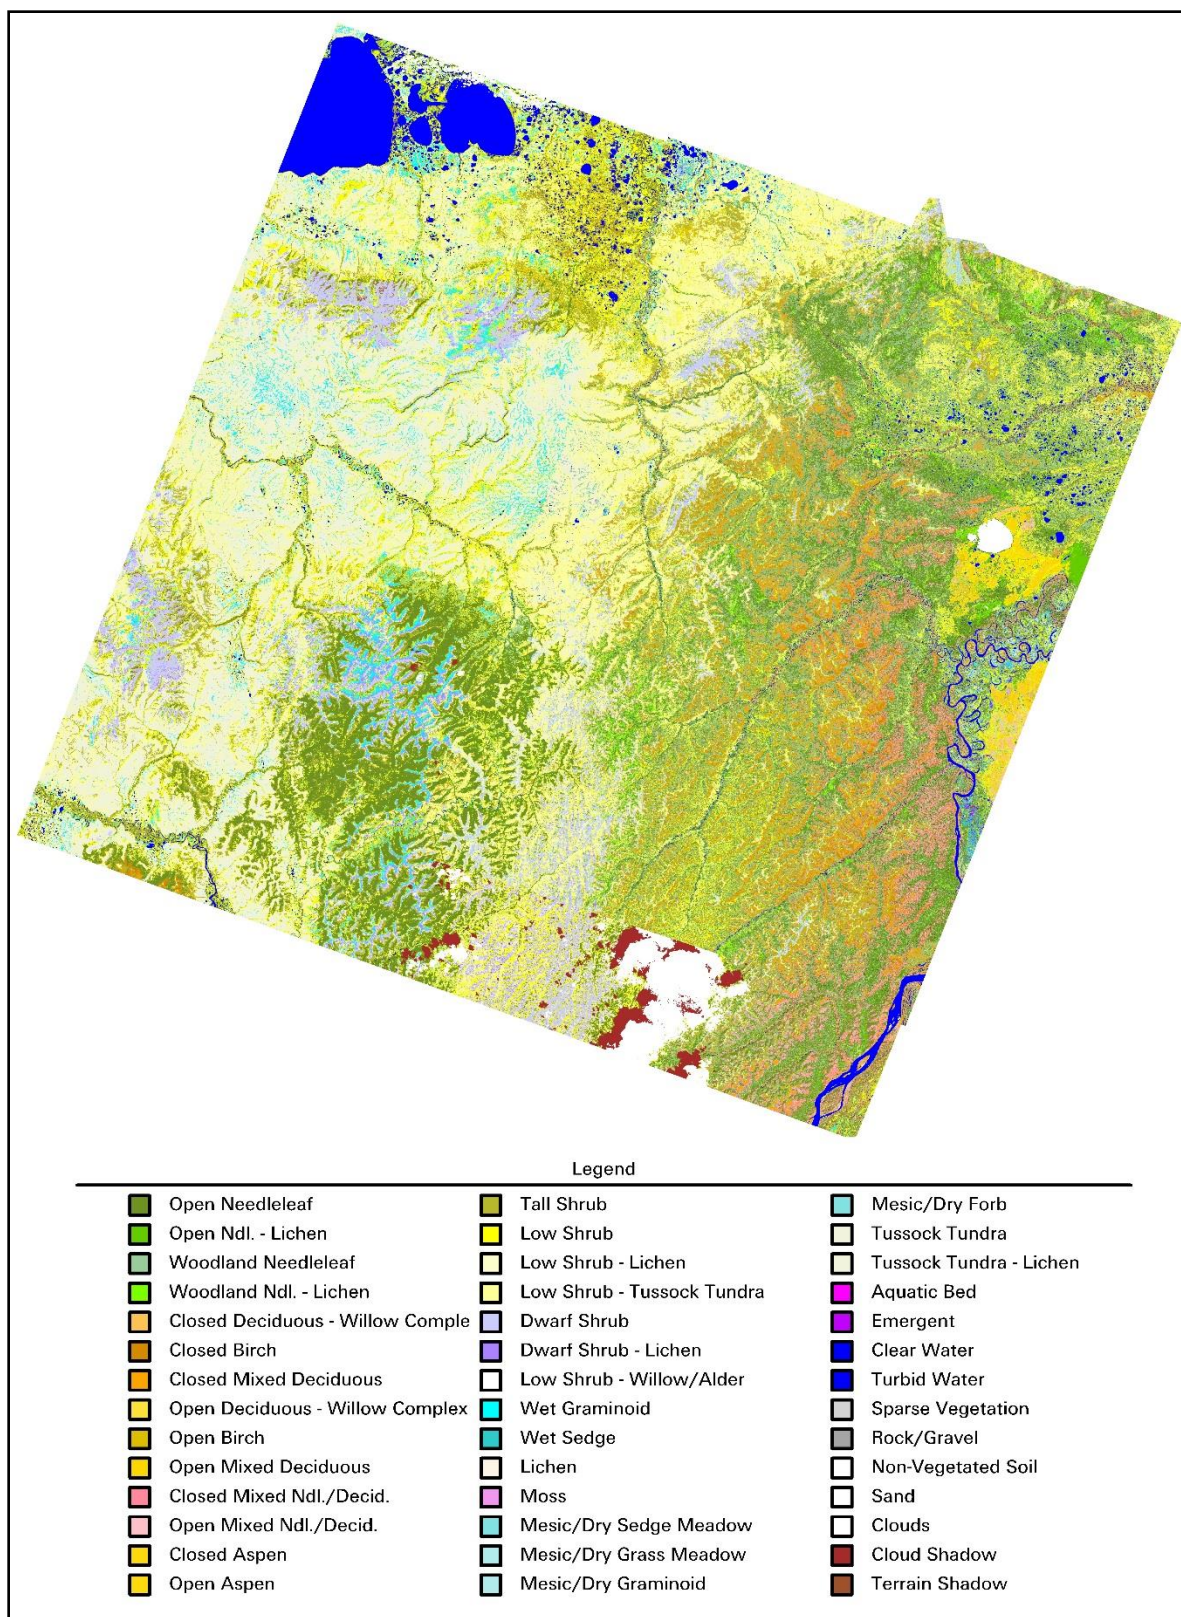 Legend
Open Needleleaf
Open Ndl. - Lichen
Woodland Needleleaf
Woodland Ndl. - Lichen
Closed Deciduous - Willow Comple
Closed Birch
Closed Mixed Deciduous
Open Deciduous - Willow Complex
Open Birch
Open Mixed Deciduous
Closed Mixed Ndl./Decid.
Open Mixed Ndl./Decid.
Closed Aspen
Open Aspen
Tall Shrub
Low Shrub
Low Shrub - Lichen
Low Shrub - Tussock Tundra
Dwarf Shrub
Dwarf Shrub - Lichen
Low Shrub - Willow/Alder
Wet Graminoid
Wet Sedge
Lichen
Moss
Mesic/Dry Sedge Meadow
Mesic/Dry Grass Meadow
Mesic/Dry Graminoid
Mesic/Dry Forb
Tussock Tundra
Tussock Tundra - Lichen
Aquatic Bed
Emergent
Clear Water
Turbid Water
Sparse Vegetation
Rock/Gravel
Non-Vegetated Soil
Sand
Clouds
Cloud Shadow
Terrain Shadow